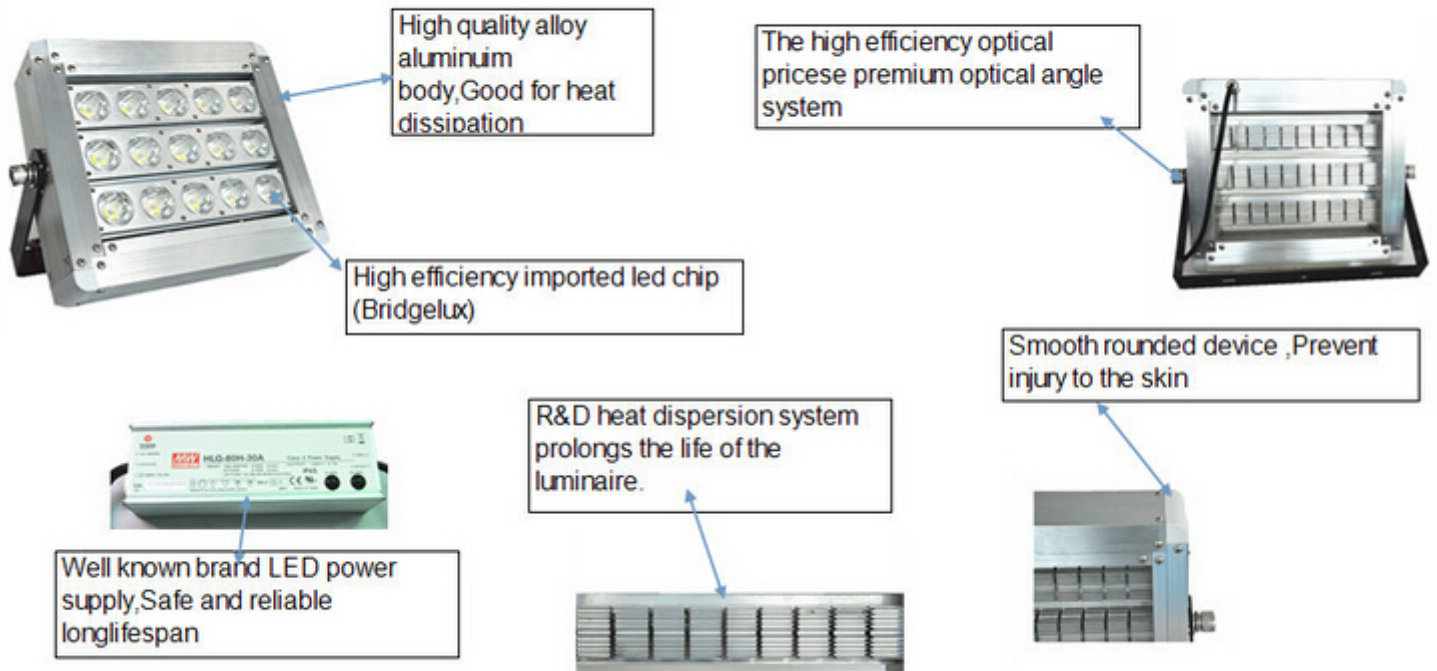 High quality alloy
aluminuim
body,Good for heat
dissipation
The high efficiency optical
pricese premium optical angle
system
High efficiency imported led chip
(Bridgelux)
Smooth rounded device ,Prevent
injury to the skin
R&D heat dispersion system
prolongs the life of the
luminaire.
MW HLG-80H-30A
IP65
Well known brand LED power
supply,Safe and reliable
longlifespan